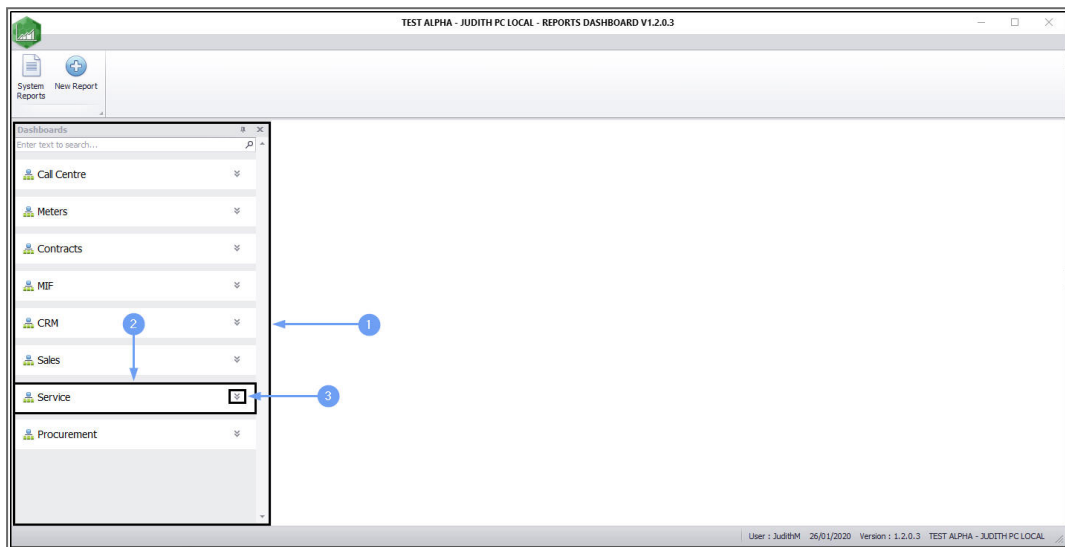 TEST ALPHA - JUDITH PC LOCAL - REPORTS DASHBOARD V1.2.0.3
System Reports
New Report
Dashboards
Enter text to search...
Call Centre
Meters
Contracts
MIF
CRM
2
1
Sales
Service
3
Procurement
User : JudithM 26/01/2020 Version : 1.2.0.3 TEST ALPHA - JUDITH PC LOCAL